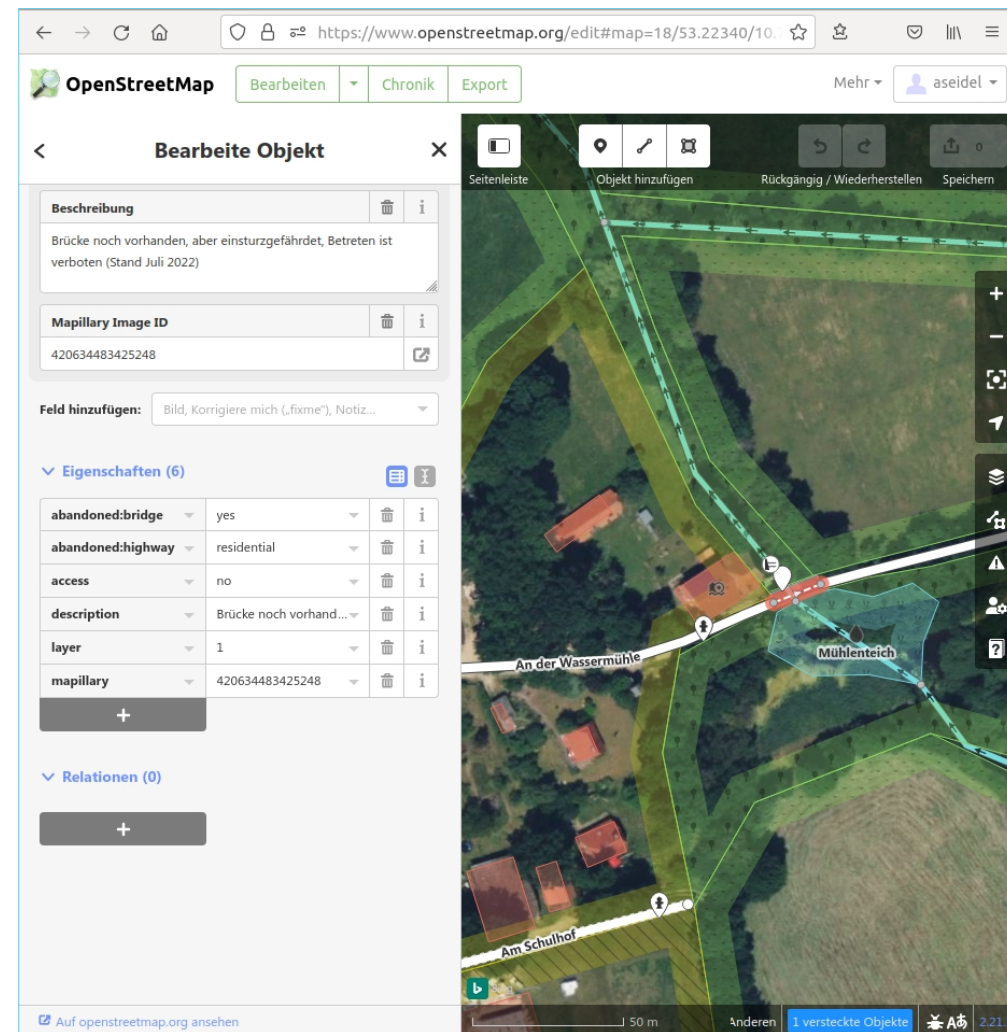 https://www.openstreetmap.org/edit#map=18/53.22340/10.
OpenStreetMap
Bearbeiten
Chronik
Export
Mehr
aseidel
Bearbeite Objekt
Seitenleiste
Objekt hinzufügen
Rückgängig / Wiederherstellen
Speichern
0
Beschreibung
Brücke noch vorhanden, aber einsturzgefährdet, Betreten ist
verboten (Stand Juli 2022)
Mapillary Image ID
420634483425248
Feld hinzufügen: Bild, Korrigiere mich („fixme"), Notiz...
Eigenschaften (6)
abandoned:bridge yes
abandoned:highway residential
access no
description Brücke noch vorhand...
layer 1
mapillary 420634483425248
+
Relationen (0)
+
Auf openstreetmap.org ansehen
An der Wassermühle
Mühlenteich
Am Schulhof
50 m
Anderen
1 versteckte Objekte
2.21